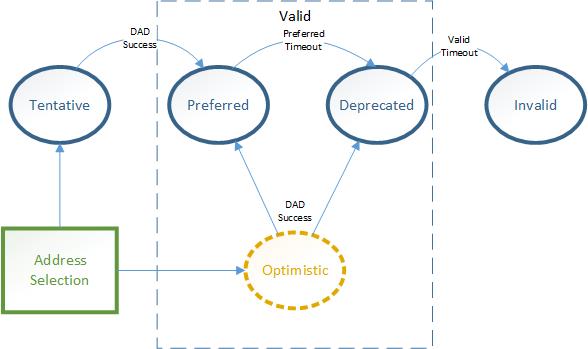 Valid
DAD
Success
Preferred
Timeout
Valid
Timeout
Tentative
Preferred
Deprecated
Invalid
DAD
Success
Address
Selection
Optimistic